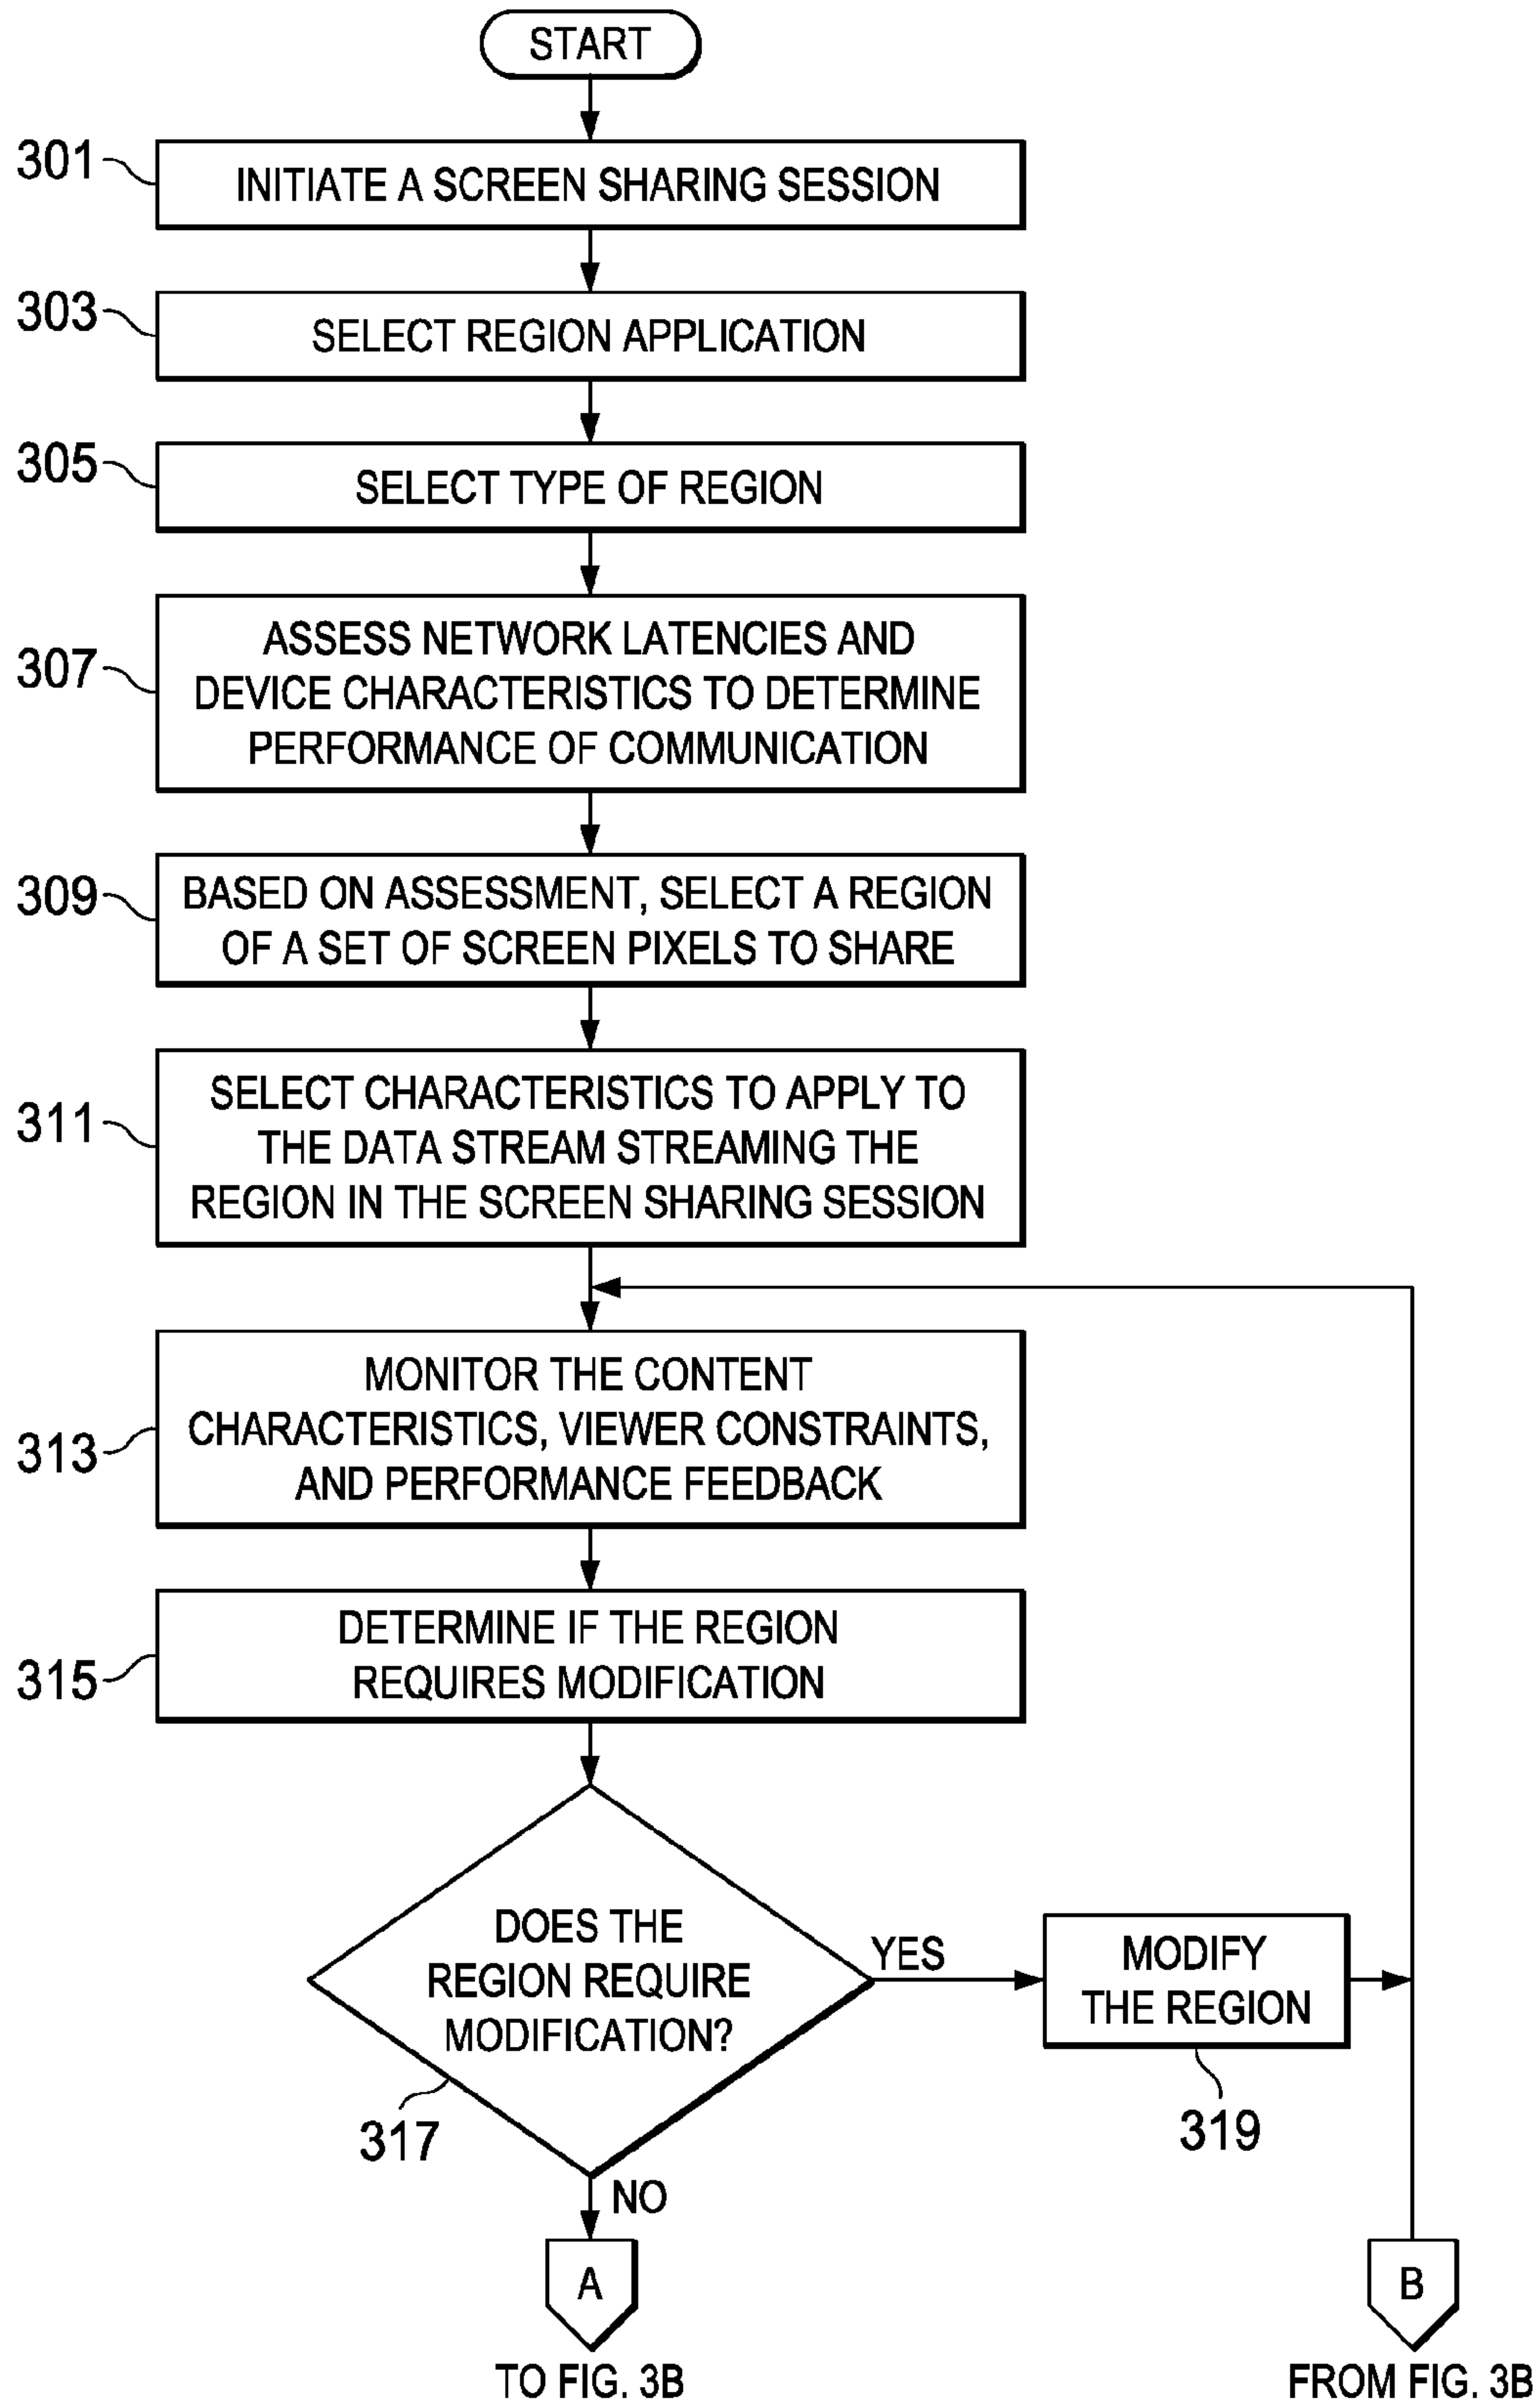 START
301
INITIATE A SCREEN SHARING SESSION
303
SELECT REGION APPLICATION
305
SELECT TYPE OF REGION
307
ASSESS NETWORK LATENCIES AND
DEVICE CHARACTERISTICS TO DETERMINE
PERFORMANCE OF COMMUNICATION
309
BASED ON ASSESSMENT, SELECT A REGION
OF A SET OF SCREEN PIXELS TO SHARE
311
SELECT CHARACTERISTICS TO APPLY TO
THE DATA STREAM STREAMING THE
REGION IN THE SCREEN SHARING SESSION
313
MONITOR THE CONTENT
CHARACTERISTICS, VIEWER CONSTRAINTS,
AND PERFORMANCE FEEDBACK
315
DETERMINE IF THE REGION
REQUIRES MODIFICATION
DOES THE
REGION REQUIRE
MODIFICATION?
317
YES
MODIFY
THE REGION
319
NO
A
TO FIG. 3B
B
FROM FIG. 3B